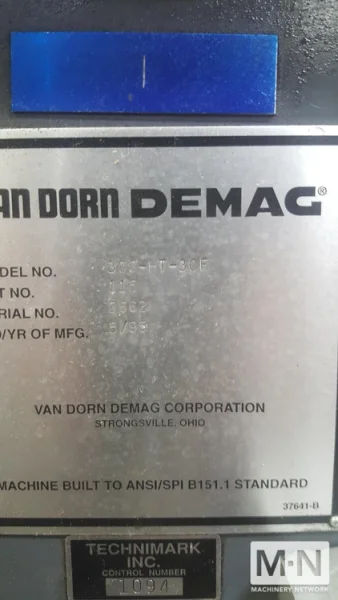 AN DORN DEMAG®
DEL NO.
T NO.
RIAL NO.
/YR OF MFG.
VAN DORN DEMAG CORPORATION
STRONGSVILLE, OHIO
MACHINE BUILT TO ANSI/SPI B151.1 STANDARD
37641-B
TECHNIMARK
INC.
CONTROL NUMBER
1094
M·N
MACHINERY NETWORK